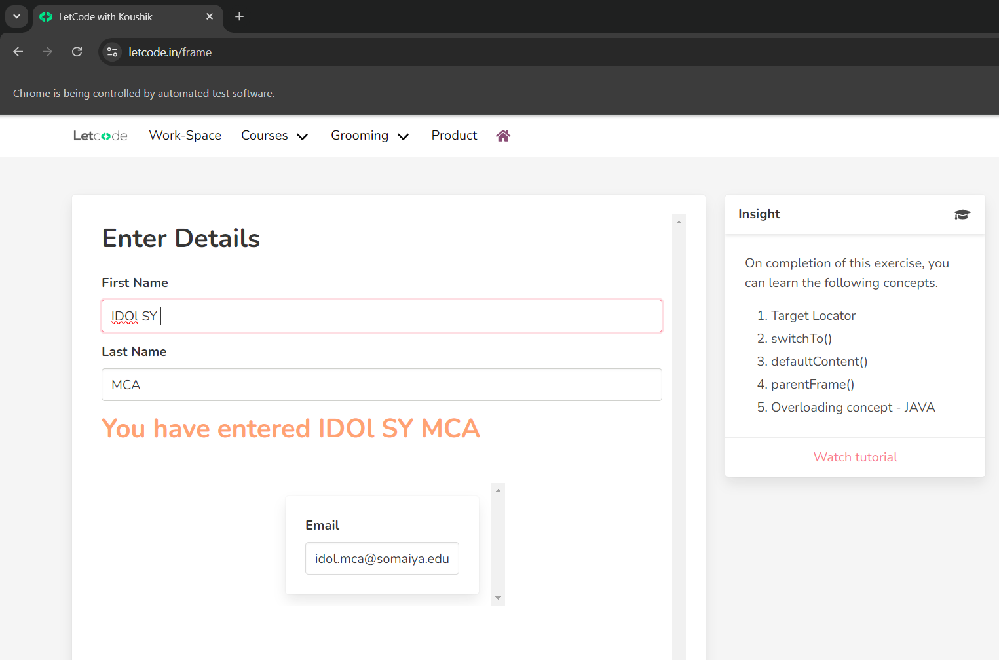 LetCode with Koushik
letcode.in/frame
Chrome is being controlled by automated test software.
Letcode Work-Space Courses Grooming Product
Enter Details
First Name
IDOl SY
Last Name
MCA
You have entered IDOl SY MCA
Email
idol.mca@somaiya.edu
Insight
On completion of this exercise, you
can learn the following concepts.
1. Target Locator
2. switchTo()
3. defaultContent()
4. parentFrame()
5. Overloading concept - JAVA
Watch tutorial